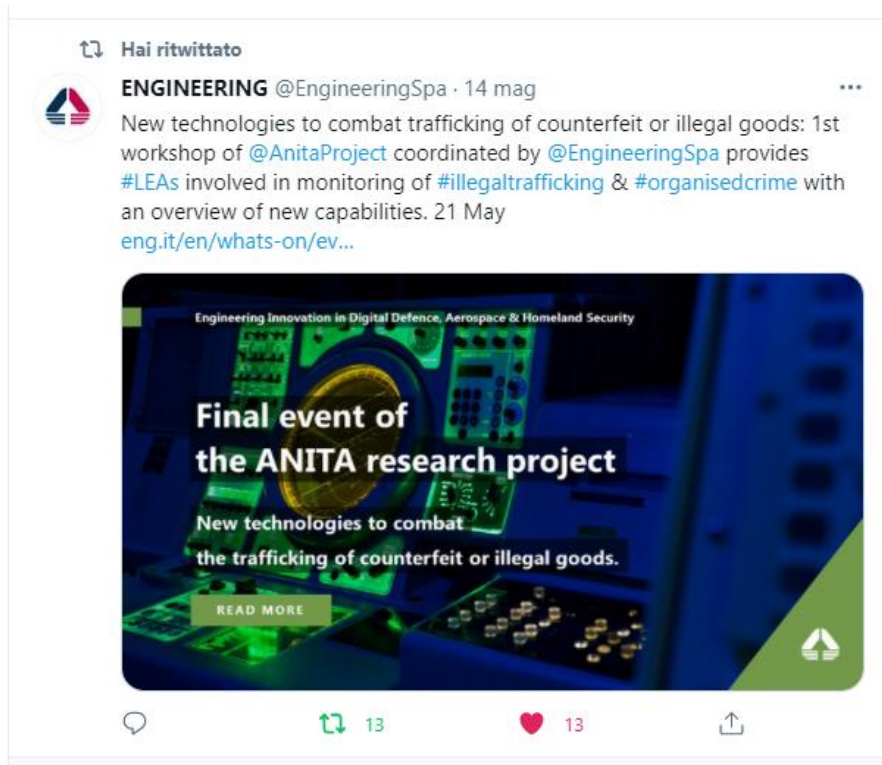 Hai ritwittato
ENGINEERING @EngineeringSpa · 14 mag
New technologies to combat trafficking of counterfeit or illegal goods: 1st
workshop of @AnitaProject coordinated by @EngineeringSpa provides
#LEAs involved in monitoring of #illegaltrafficking & #organisedcrime with
an overview of new capabilities. 21 May
eng.it/en/whats-on/ev...
Engineering Innovation in Digital Defence, Aerospace & Homeland Security
Final event of
the ANITA research project
New technologies to combat
the trafficking of counterfeit or illegal goods.
READ MORE
13 13